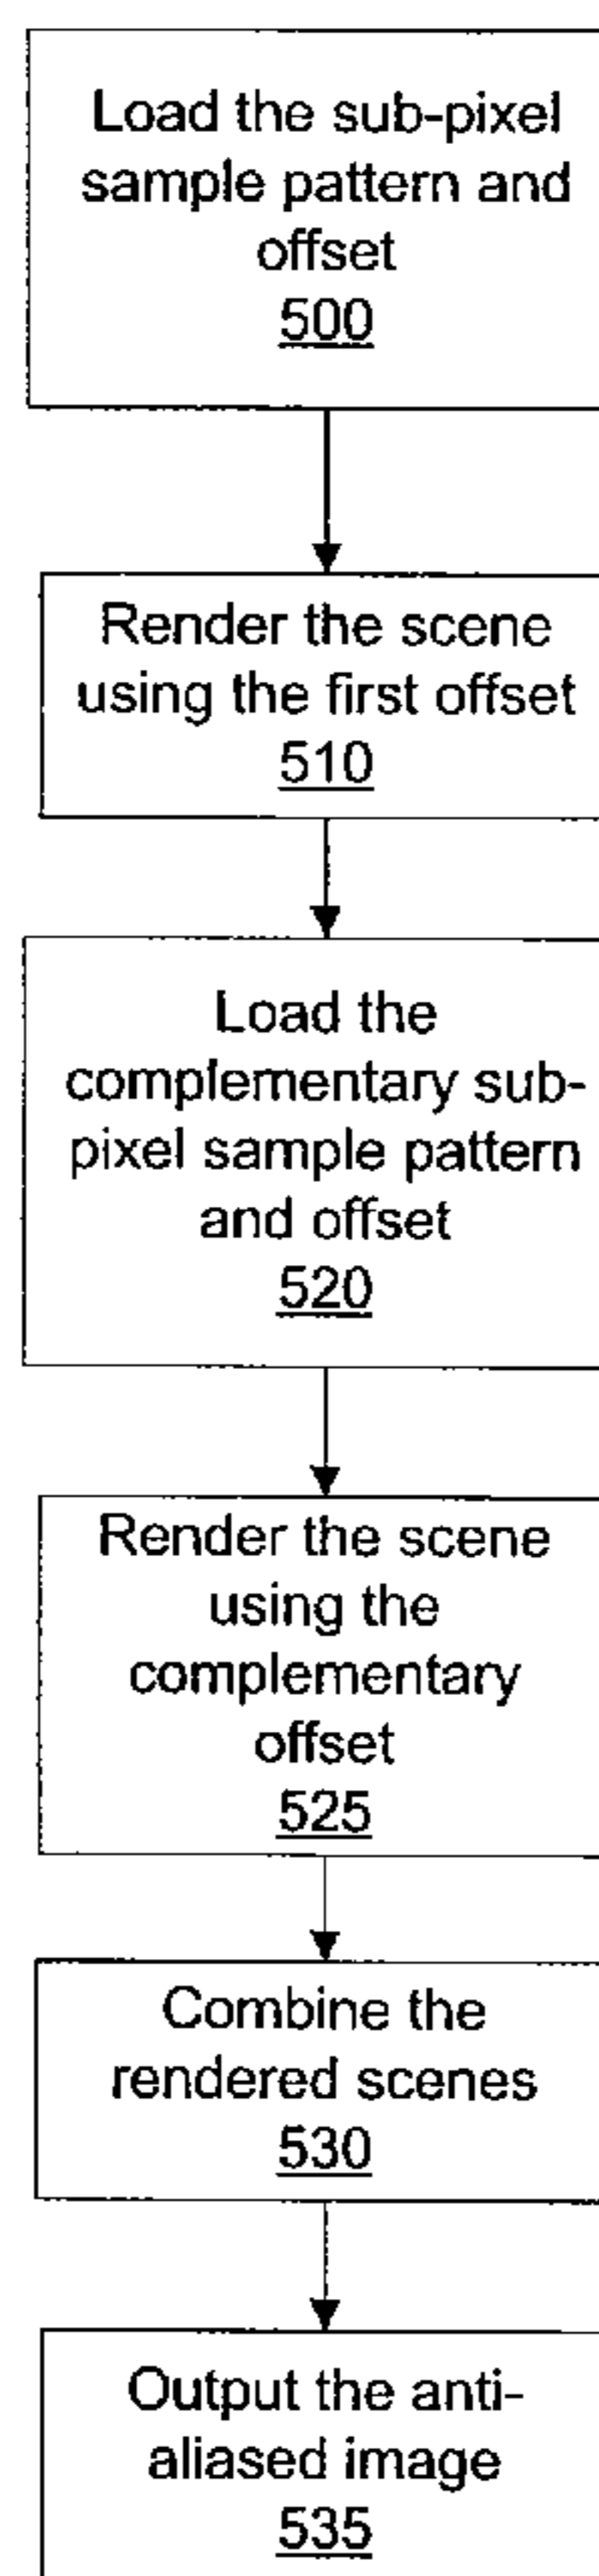 Load the sub-pixel
sample pattern and
offset
500
Render the scene
using the first offset
510
Load the
complementary sub-
pixel sample pattern
and offset
520
Render the scene
using the
complementary
offset
525
Combine the
rendered scenes
530
Output the anti-
aliased image
535